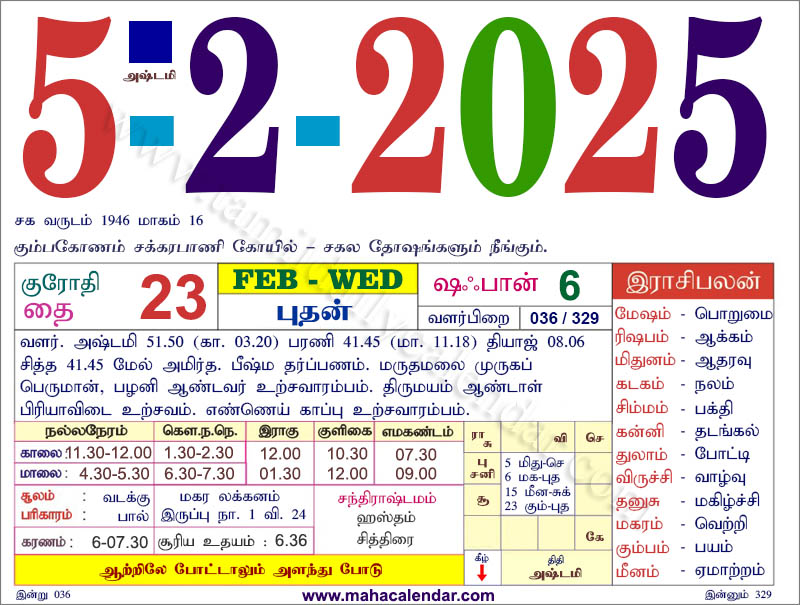 5-2-2025
அஷ்டமி
சக வருடம் 1946 மாகம் 16
கும்பகோணம் சக்கரபாணி கோயில் – சகல தோஷங்களும் நீங்கும்.
குரோதி
தை
23
FEB - WED
புதன்
ஷஃபான் 6
வளர்பிறை 036 / 329
வளர். அஷ்டமி 51.50 (கா. 03.20) பரணி 41.45 (மா. 11.18) தியாஜ் 08.06
சித்த 41.45 மேல் அமிர்த. பீஷ்ம தர்ப்பணம். மருதமலை முருகப்
பெருமான், பழனி ஆண்டவர் உற்சவாரம்பம். திருமயம் ஆண்டாள்
பிரியாவிடை உற்சவம். எண்ணெய் காப்பு உற்சவாரம்பம்.
இராசிபலன்
மேஷம் - பொறுமை
ரிஷபம் - ஆக்கம்
மிதுனம் - ஆதரவு
கடகம் - நலம்
சிம்மம் - பக்தி
கன்னி - தடங்கல்
துலாம் - போட்டி
விருச்சி - வாழ்வு
தனுசு - மகிழ்ச்சி
மகரம் - வெற்றி
கும்பம் - பயம்
மீனம் - ஏமாற்றம்
நல்லநேரம் கௌ.ந.நெ. இராகு குளிகை எமகண்டம்
காலை: 11.30-12.00 1.30-2.30 12.00 10.30 07.30
மாலை: 4.30-5.30 6.30-7.30 01.30 12.00 09.00
சூலம் : வடக்கு
பரிகாரம் : பால்
மகர லக்கனம்
இருப்பு நா. 1 வி. 24
சந்திராஷ்டமம்
ஹஸ்தம்
சித்திரை
கரணம் : 6-07.30 சூரிய உதயம் : 6.36
ரா
சு
வி
செ
பு
சனி
சூ
கே
5 மிது-செ
6 மக-புத
15 மீன-சுக்
23 கும்-புத
ஆற்றிலே போட்டாலும் அளந்து போடு
கீழ்
திதி
அஷ்டமி
இன்று 036
www.mahacalendar.com
இன்னும் 329
www.tamildailycalendar.com